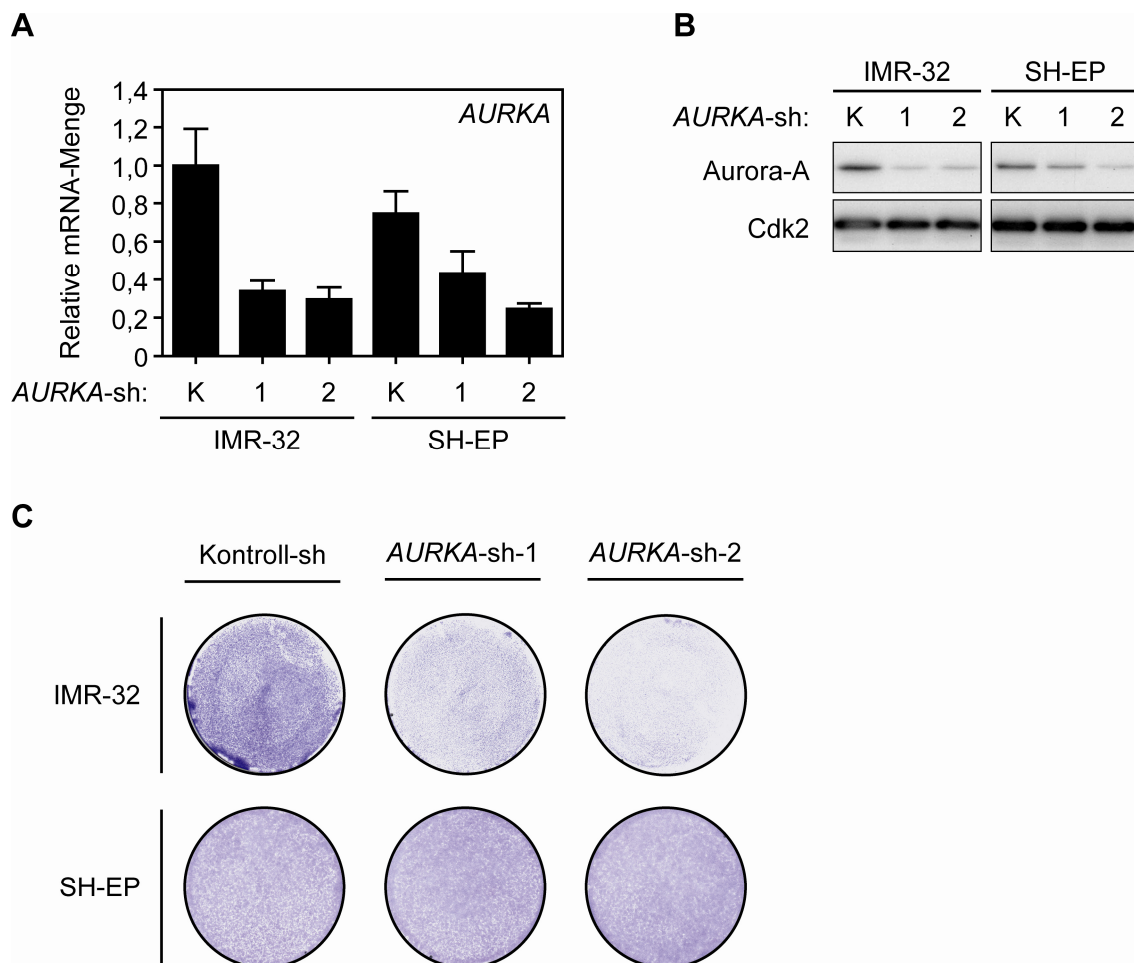 A
Relative mRNA-Menge
1,4
1,2
1,0
0,8
0,6
0,4
0,2
0
AURKA
AURKA-sh: K 1 2 K 1 2
IMR-32 SH-EP
B
IMR-32 SH-EP
AURKA-sh: K 1 2 K 1 2
Aurora-A
Cdk2
C
Kontroll-sh AURKA-sh-1 AURKA-sh-2
IMR-32
SH-EP